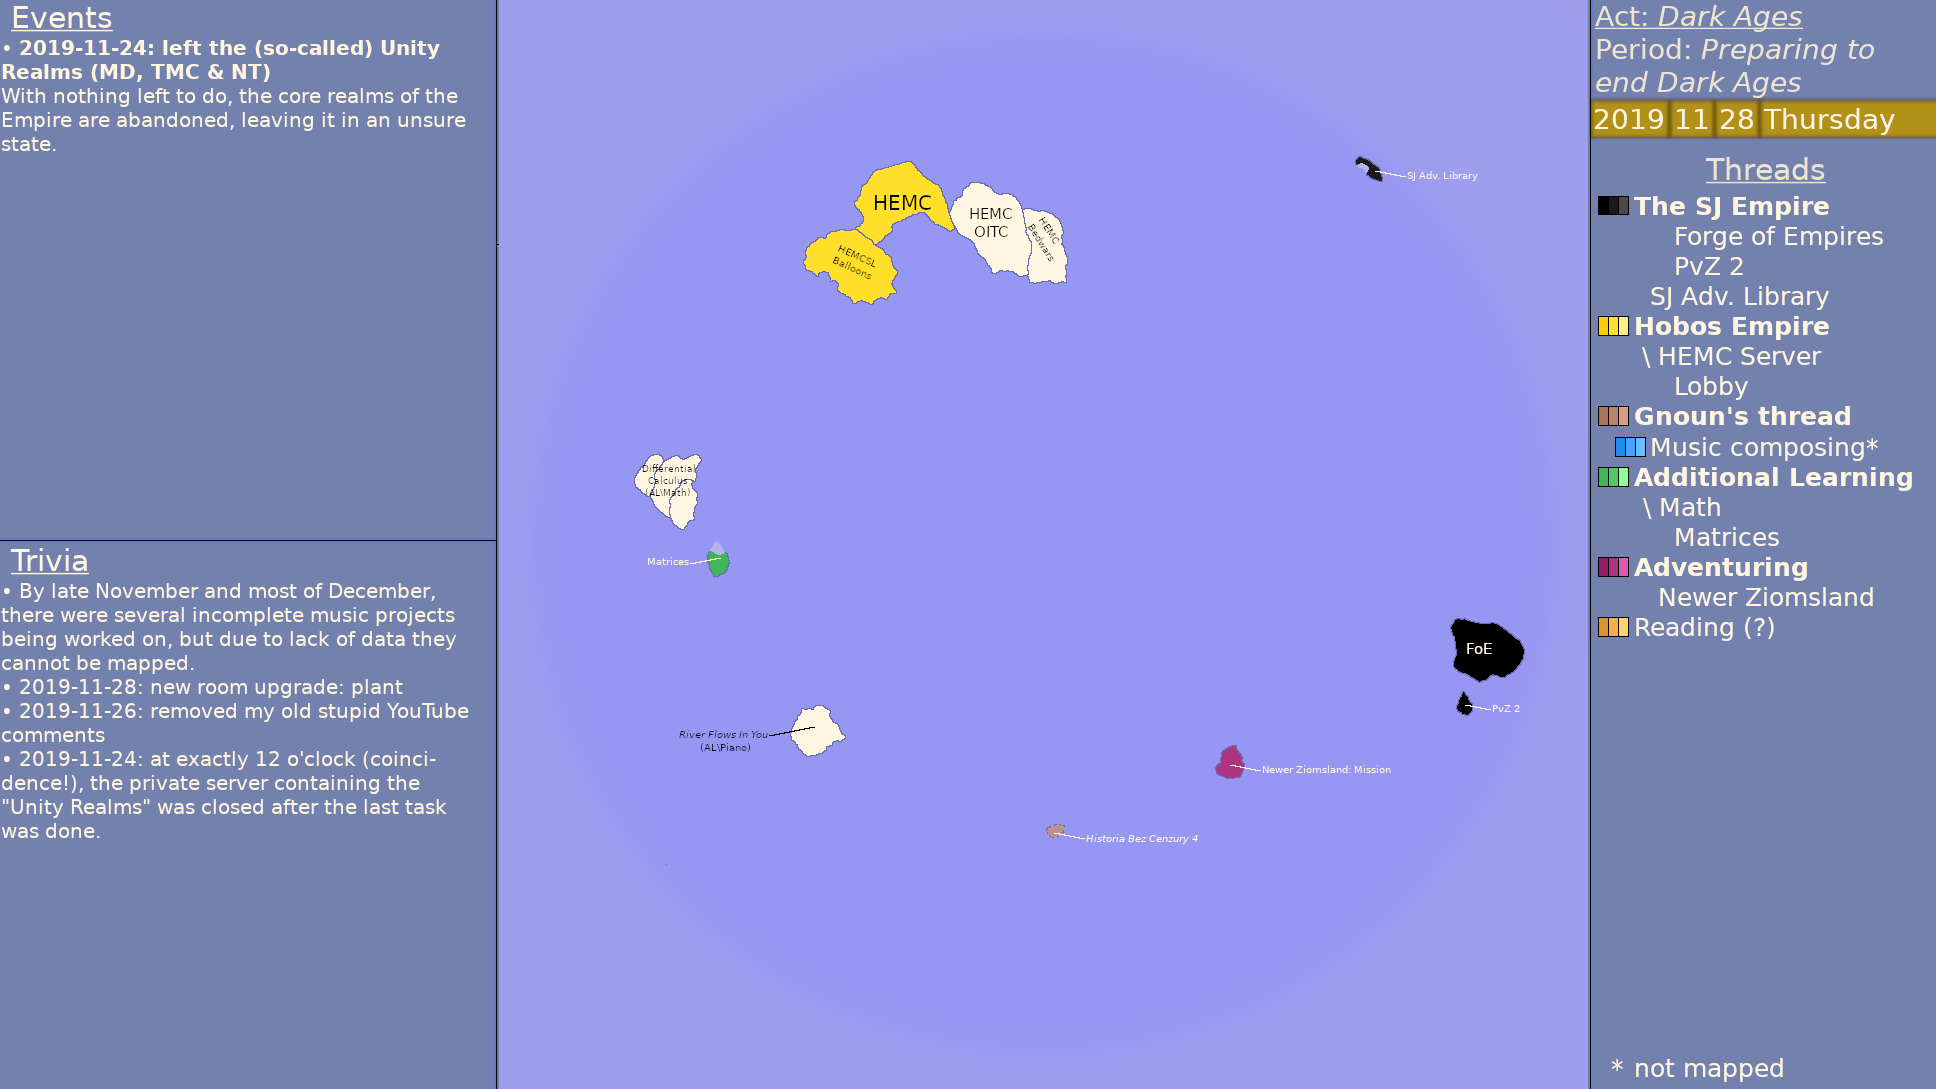 Events
• 2019-11-24: left the (so-called) Unity
Realms (MD, TMC & NT)
With nothing left to do, the core realms of the
Empire are abandoned, leaving it in an unsure
state.
Trivia
• By late November and most of December,
there were several incomplete music projects
being worked on, but due to lack of data they
cannot be mapped.
• 2019-11-28: new room upgrade: plant
• 2019-11-26: removed my old stupid YouTube
comments
• 2019-11-24: at exactly 12 o'clock (coinci-
dence!), the private server containing the
"Unity Realms" was closed after the last task
was done.
HEMC
HEMCSL
Balloons
HEMC
OITC
HEMC
Bedwars
SJ Adv. Library
Differential
Calculus
(AL\Math)
Matrices
River Flows In You
(AL\Piano)
FoE
PvZ 2
Newer Ziomsland: Mission
Historia Bez Cenzury 4
Act: Dark Ages
Period: Preparing to
end Dark Ages
2019 11 28 Thursday
Threads
The SJ Empire
Forge of Empires
PvZ 2
SJ Adv. Library
Hobos Empire
\ HEMC Server
Lobby
Gnoun's thread
Music composing*
Additional Learning
\ Math
Matrices
Adventuring
Newer Ziomsland
Reading (?)
* not mapped